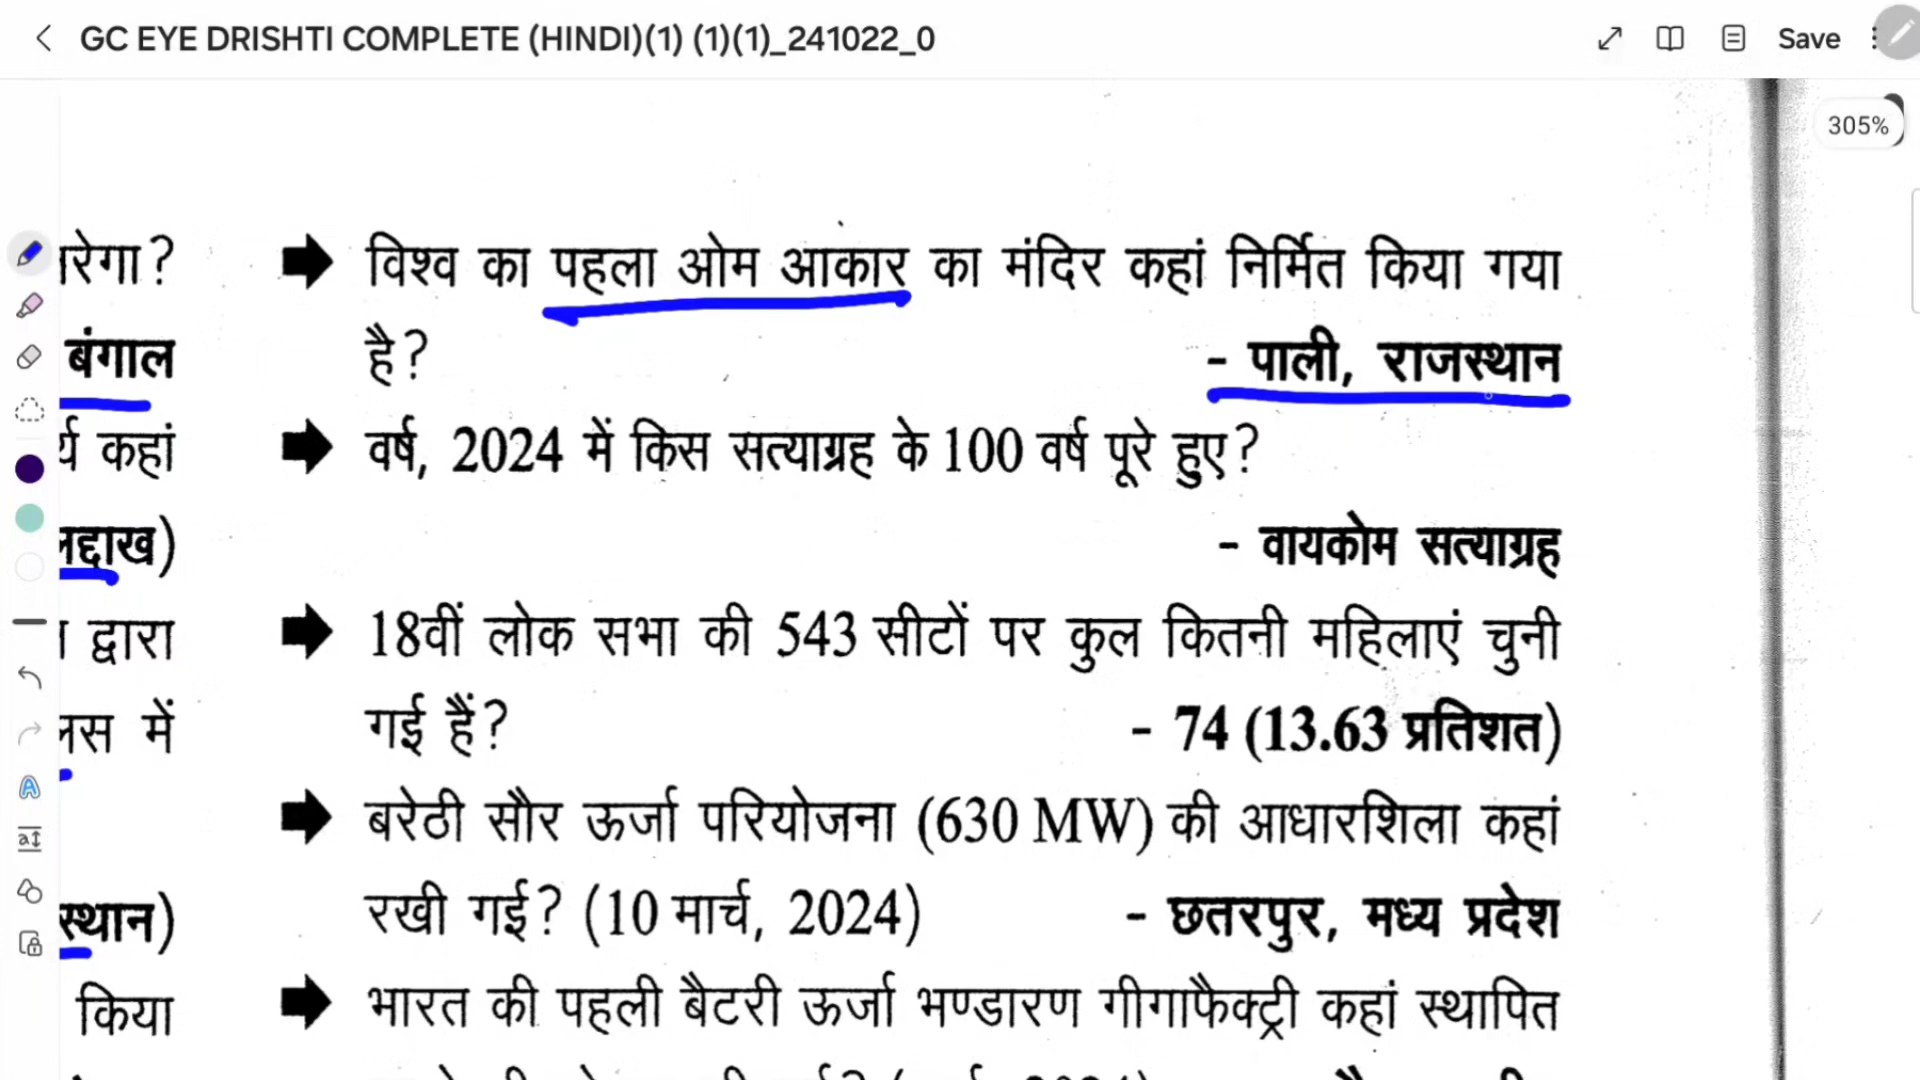 GC EYE DRISHTI COMPLETE (HINDI)(1) (1)(1)_241022_0
Save
305%
विश्व का पहला ओम आकार का मंदिर कहां निर्मित किया गया
है? - पाली, राजस्थान
वर्ष, 2024 में किस सत्याग्रह के 100 वर्ष पूरे हुए?
- वायकोम सत्याग्रह
18वीं लोक सभा की 543 सीटों पर कुल कितनी महिलाएं चुनी
गई हैं? - 74 (13.63 प्रतिशत)
बरेठी सौर ऊर्जा परियोजना (630 MW) की आधारशिला कहां
रखी गई? (10 मार्च, 2024) - छतरपुर, मध्य प्रदेश
भारत की पहली बैटरी ऊर्जा भण्डारण गीगाफैक्ट्री कहां स्थापित
बंगाल
कहां
द्वारा
में
किया